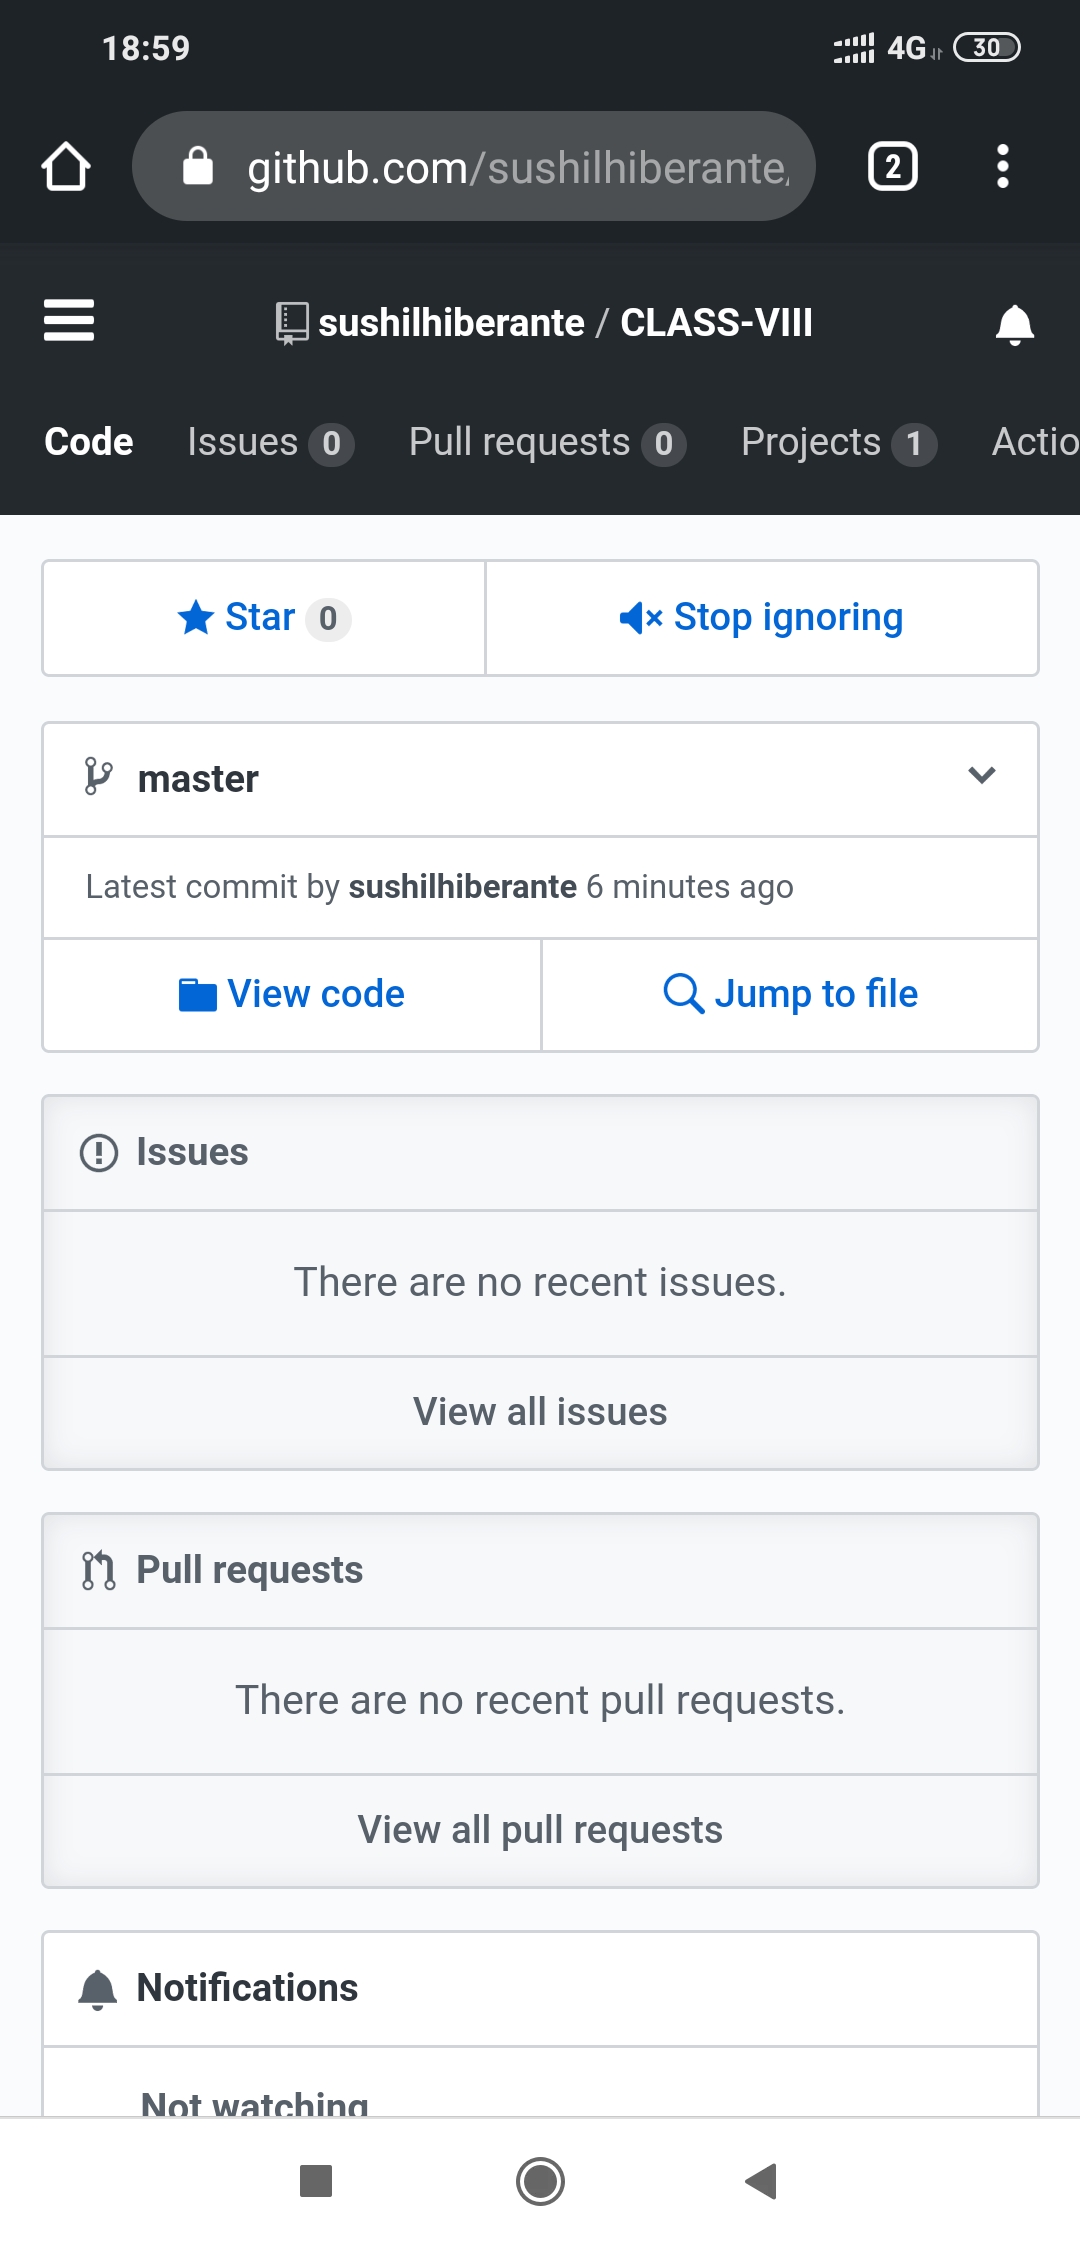 18:59 4G 30
github.com/sushilhiberante/
2
sushilhiberante / CLASS-VIII
Code Issues 0 Pull requests 0 Projects 1 Actio
Star 0 Stop ignoring
master
Latest commit by sushilhiberante 6 minutes ago
View code Jump to file
Issues
There are no recent issues.
View all issues
Pull requests
There are no recent pull requests.
View all pull requests
Notifications
Not watching